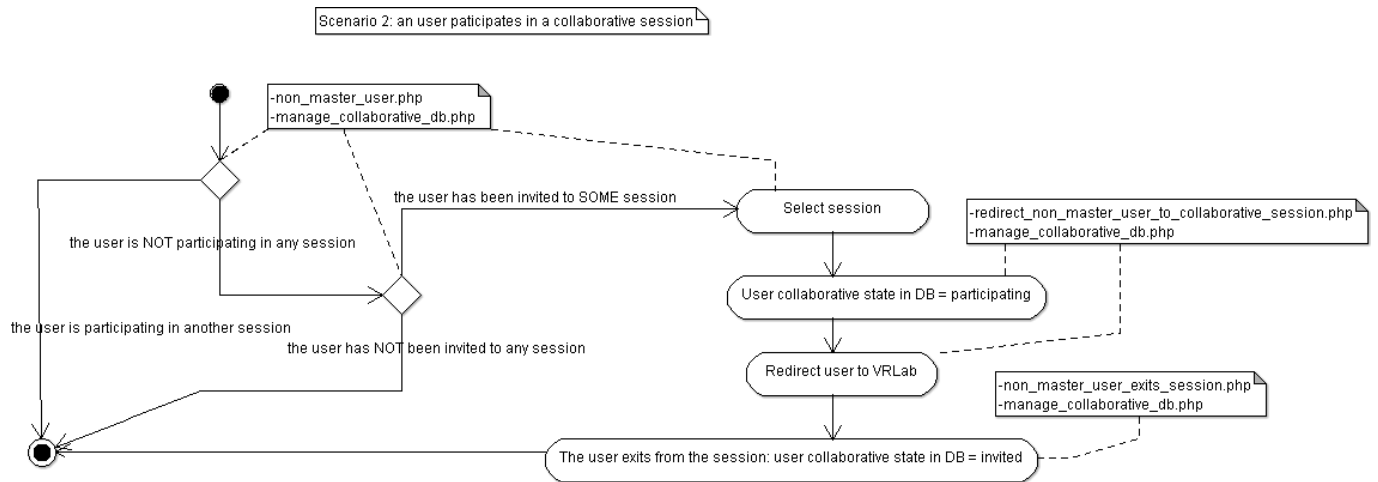 Scenario 2: an user paticipates in a collaborative session
-non_master_user.php
-manage_collaborative_db.php
the user has been invited to SOME session
Select session
-redirect_non_master_user_to_collaborative_session.php
-manage_collaborative_db.php
the user is NOT participating in any session
User collaborative state in DB = participating
the user is participating in another session
the user has NOT been invited to any session
Redirect user to VRLab
-non_master_user_exits_session.php
-manage_collaborative_db.php
The user exits from the session: user collaborative state in DB = invited